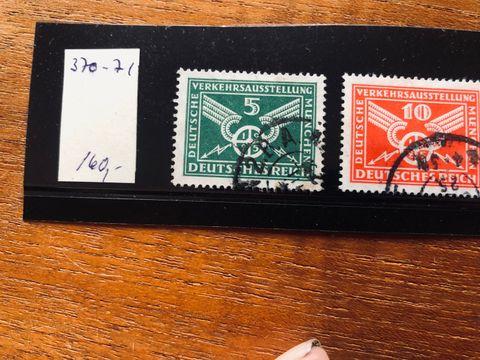 370-71
160,-
VERKEHRSAUSSTELLUNG
DEUTSCHE
5
MÜNCHEN
DEUTSCHES REICH
VERKEHRSAUSSTELLUNG
DEUTSCHE
10
MÜNCHEN
DEUTSCHES REICH